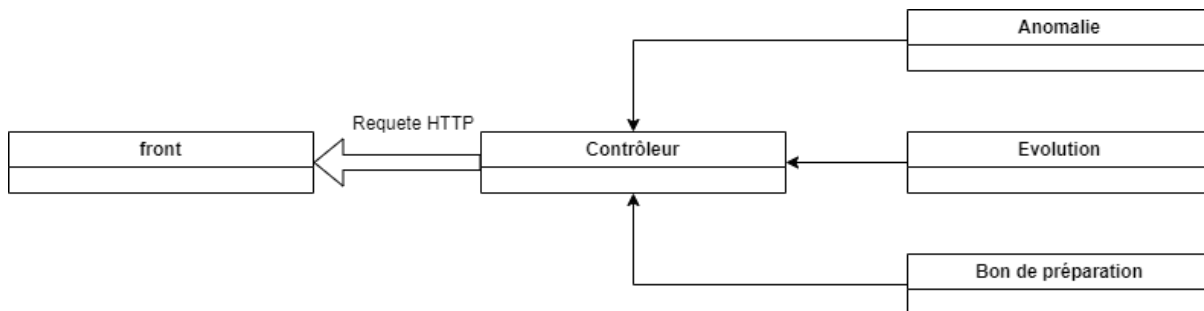 Anomalie
Requete HTTP
front
Contrôleur
Evolution
Bon de préparation